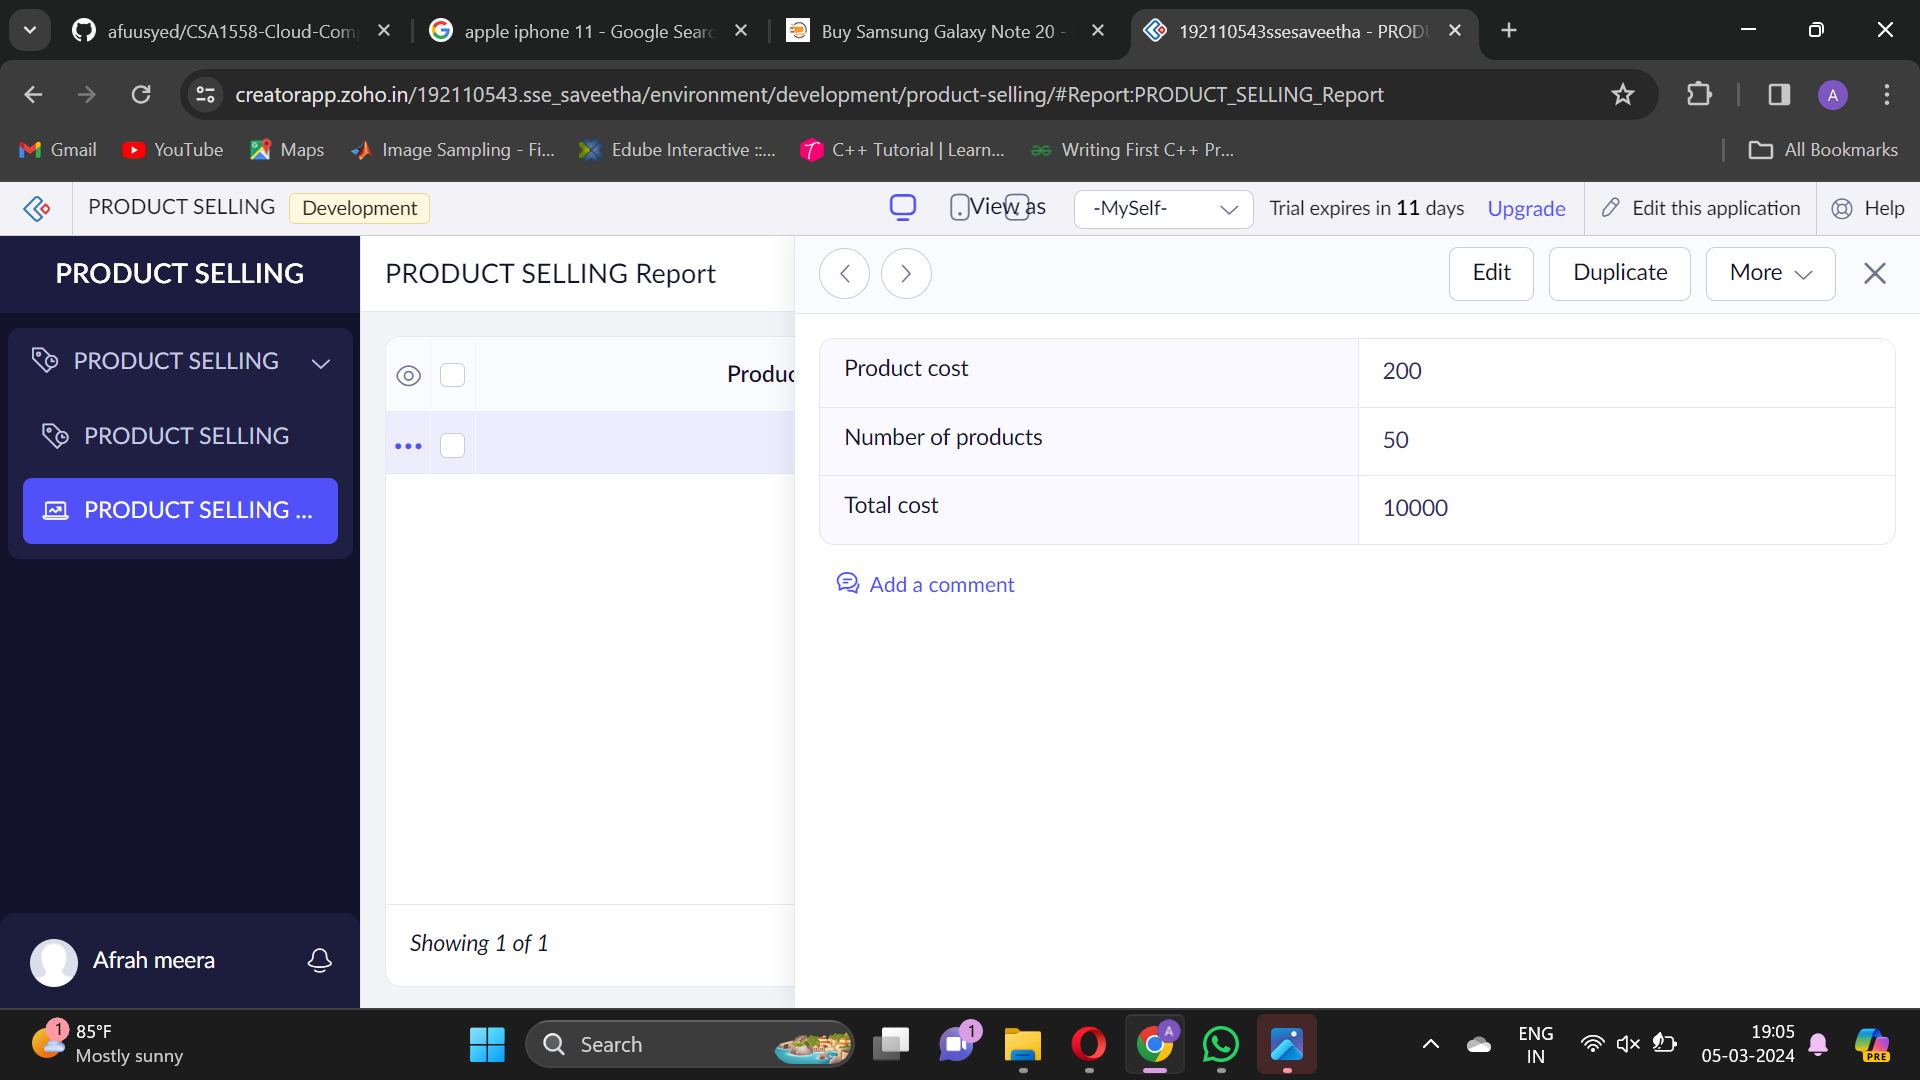 afuusyed/CSA1558-Cloud-Com
apple iphone 11 - Google Searc
Buy Samsung Galaxy Note 20 -
192110543ssesaveetha - PROD
creatorapp.zoho.in/192110543.sse_saveetha/environment/development/product-selling/#Report:PRODUCT_SELLING_Report
A
Gmail
YouTube
Maps
Image Sampling - Fi...
Edube Interactive ::...
C++ Tutorial | Learn...
Writing First C++ Pr...
All Bookmarks
PRODUCT SELLING
Development
View as
-MySelf-
Trial expires in 11 days
Upgrade
Edit this application
Help
PRODUCT SELLING
PRODUCT SELLING Report
Edit
Duplicate
More
PRODUCT SELLING
PRODUCT SELLING
PRODUCT SELLING ...
Produc
Product cost
200
Number of products
50
Total cost
10000
Add a comment
Showing 1 of 1
Afrah meera
1
85°F
Mostly sunny
Search
1
A
ENG
IN
19:05
05-03-2024
PRE